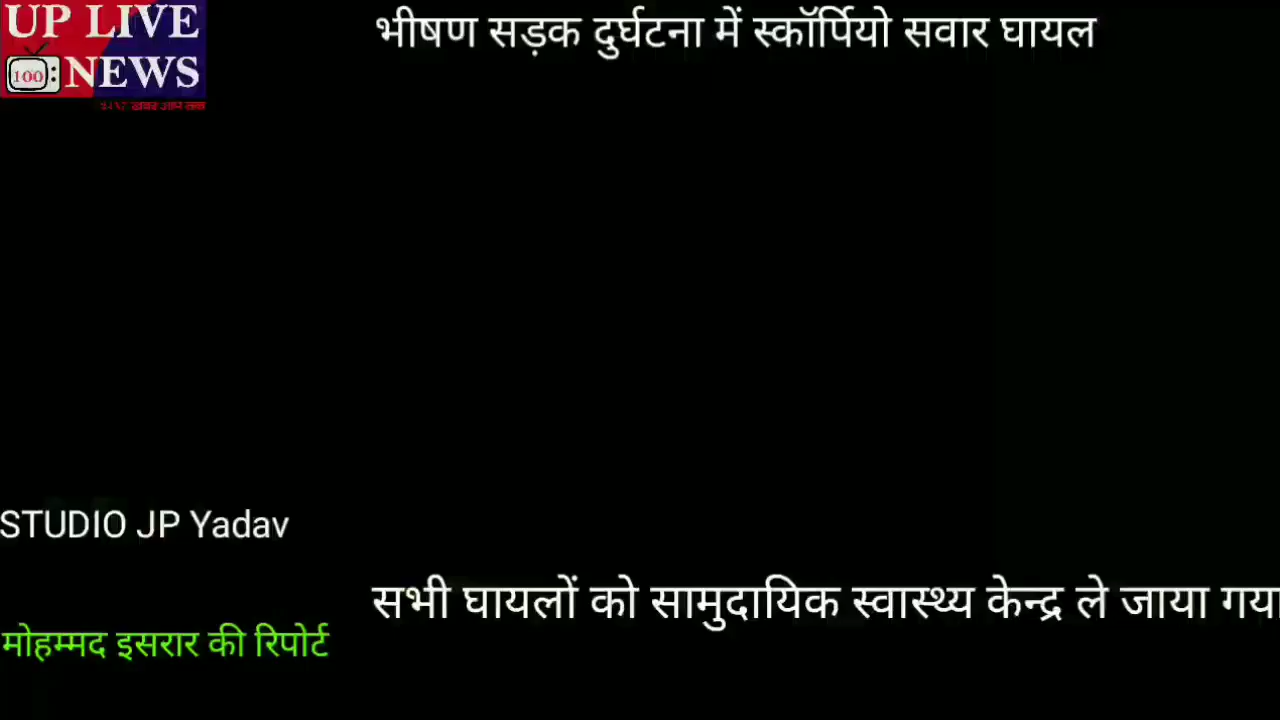 UP LIVE
100 NEWS
भीषण सड़क दुर्घटना में स्कॉर्पियो सवार घायल
STUDIO JP Yadav
सभी घायलों को सामुदायिक स्वास्थ्य केन्द्र ले जाया गया
मोहम्मद इसरार की रिपोर्ट